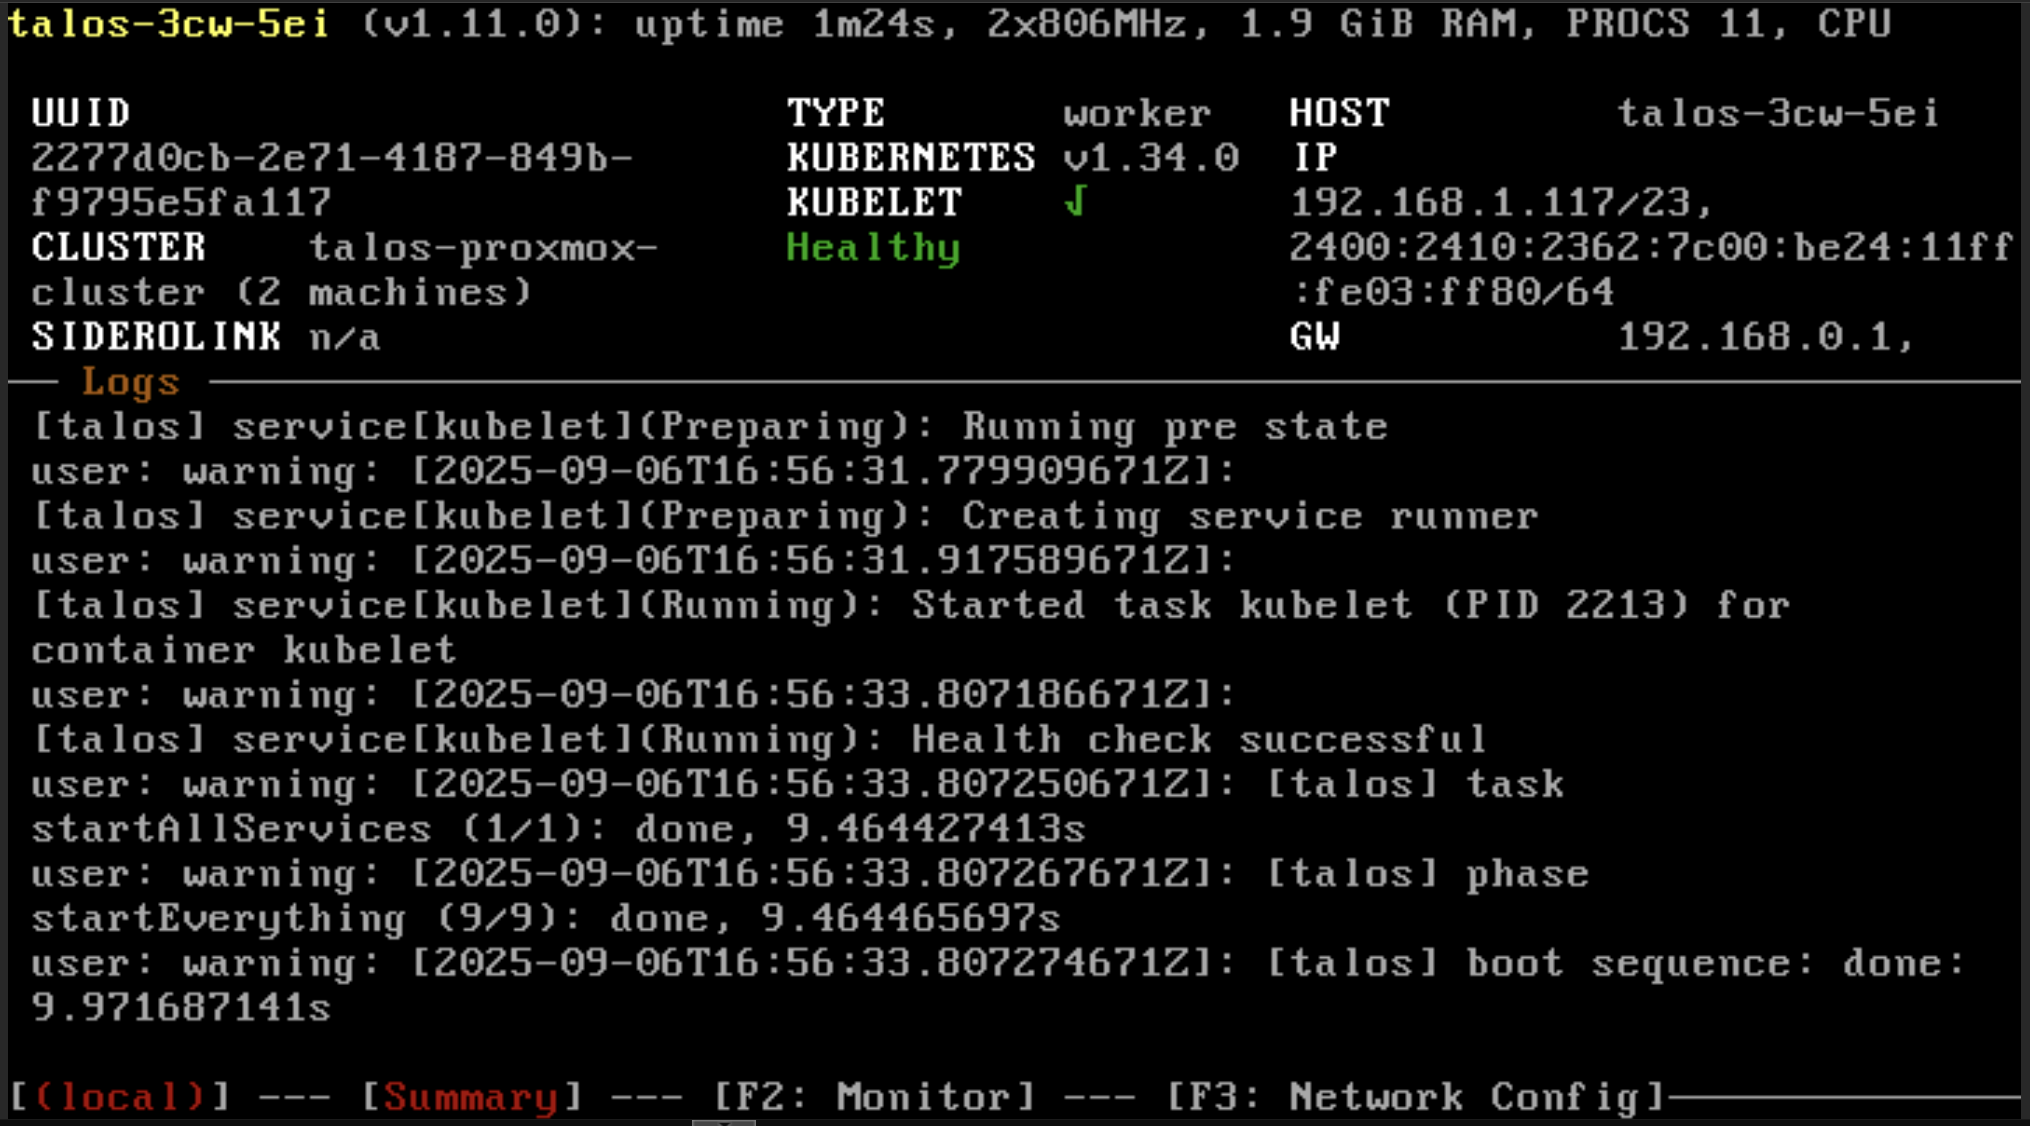 talos-3cw-5ei (v1.11.0): uptime 1m24s, 2x806MHz, 1.9 GiB RAM, PROCS 11, CPU
UUID TYPE worker HOST talos-3cw-5ei
2277d0cb-2e71-4187-849b- KUBERNETES v1.34.0 IP
f9795e5fa117 KUBELET √ 192.168.1.117/23,
CLUSTER talos-proxmox- Healthy 2400:2410:2362:7c00:be24:11ff
cluster (2 machines) :fe03:ff80/64
SIDEROLINK n/a GW 192.168.0.1,
Logs
[talos] service[kubelet](Preparing): Running pre state
user: warning: [2025-09-06T16:56:31.779909671Z]:
[talos] service[kubelet](Preparing): Creating service runner
user: warning: [2025-09-06T16:56:31.917589671Z]:
[talos] service[kubelet](Running): Started task kubelet (PID 2213) for
container kubelet
user: warning: [2025-09-06T16:56:33.807186671Z]:
[talos] service[kubelet](Running): Health check successful
user: warning: [2025-09-06T16:56:33.807250671Z]: [talos] task
startAllServices (1/1): done, 9.464427413s
user: warning: [2025-09-06T16:56:33.807267671Z]: [talos] phase
startEverything (9/9): done, 9.464465697s
user: warning: [2025-09-06T16:56:33.807274671Z]: [talos] boot sequence: done:
9.971687141s
[(local)] --- [Summary] --- [F2: Monitor] --- [F3: Network Config]